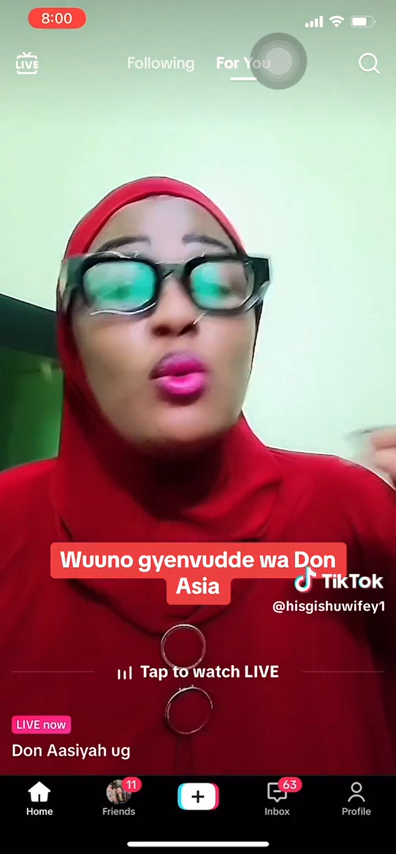 8:00
LIVE
Following For You
Wuuno gyenvudde wa Don
Asia
TikTok
@hisgishuwifey1
Tap to watch LIVE
LIVE now
Don Aasiyah ug
11
63
Home Friends Inbox Profile